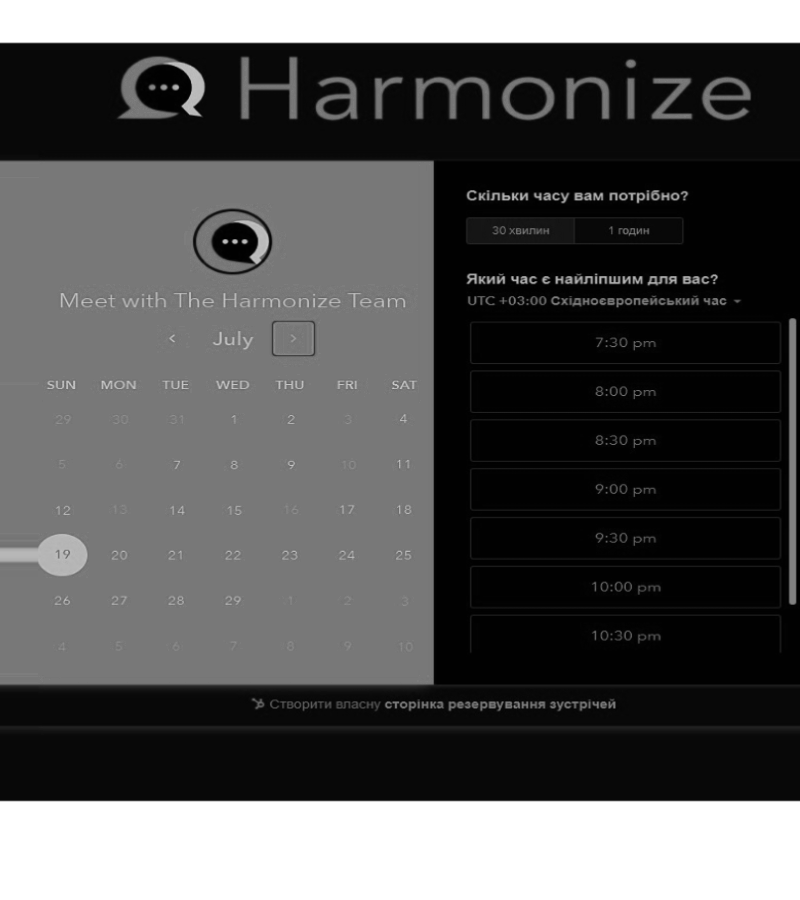 Harmonize
Meet with The Harmonize Team
< July >
SUN MON TUE WED THU FRI SAT
29 30 31 1 2 3 4
5 6 7 8 9 10 11
12 13 14 15 16 17 18
19 20 21 22 23 24 25
26 27 28 29 1 2 3
4 5 6 7 8 9 10
Скільки часу вам потрібно?
30 хвилин 1 годин
Який час є найліпшим для вас?
UTC +03:00 Східноєвропейський час
7:30 pm
8:00 pm
8:30 pm
9:00 pm
9:30 pm
10:00 pm
10:30 pm
Створити власну сторінка резервування зустрічей